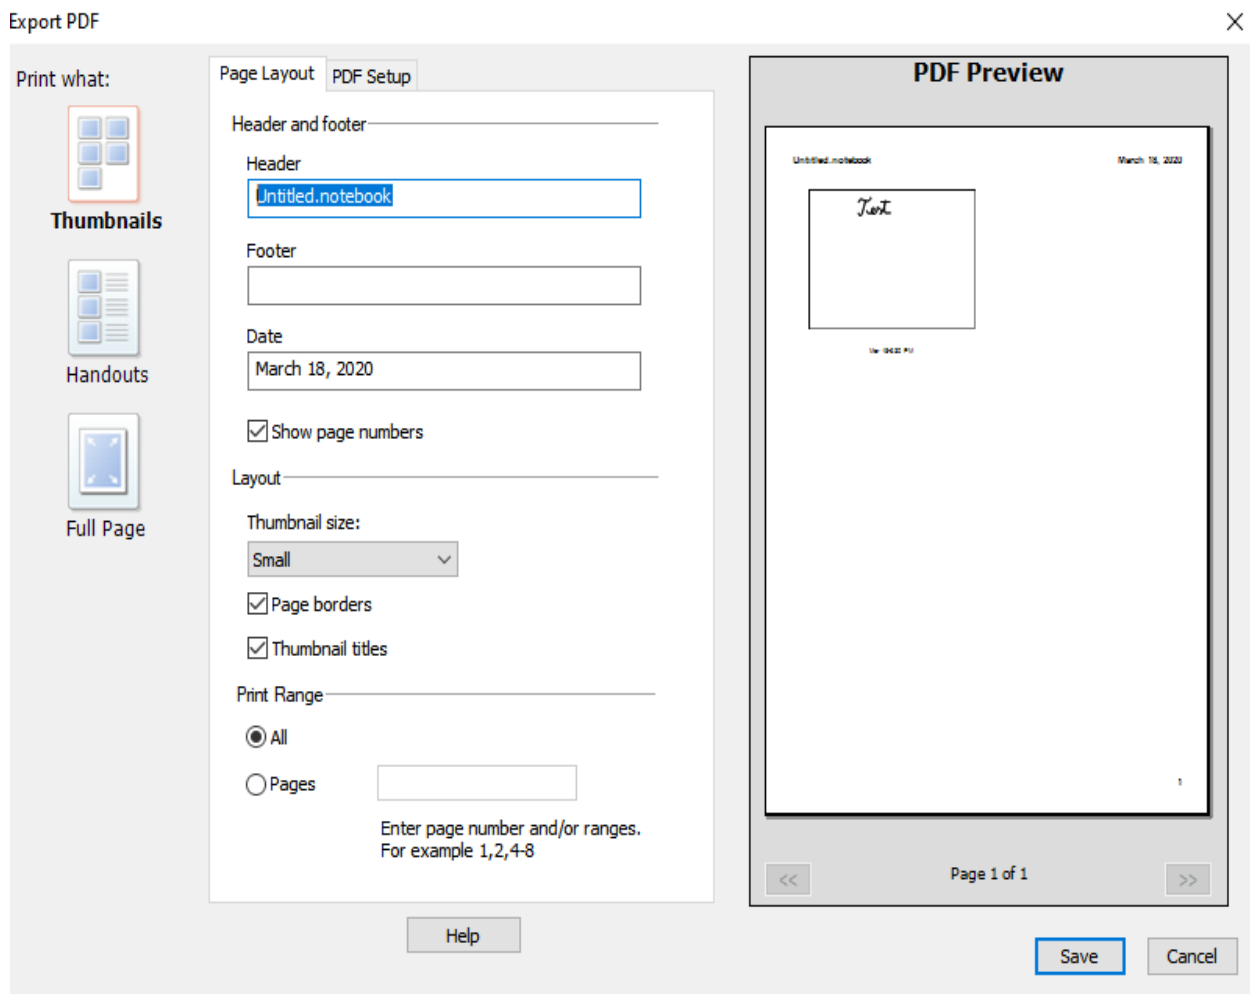 Export PDF
Print what:
Thumbnails
Handouts
Full Page
Page Layout
PDF Setup
Header and footer
Header
Untitled.notebook
Footer
Date
March 18, 2020
Show page numbers
Layout
Thumbnail size:
Small
Page borders
Thumbnail titles
Print Range
All
Pages
Enter page number and/or ranges.
For example 1,2,4-8
Help
PDF Preview
Untitled.notebook March 18, 2020
Test
1
<<
Page 1 of 1
>>
Save
Cancel